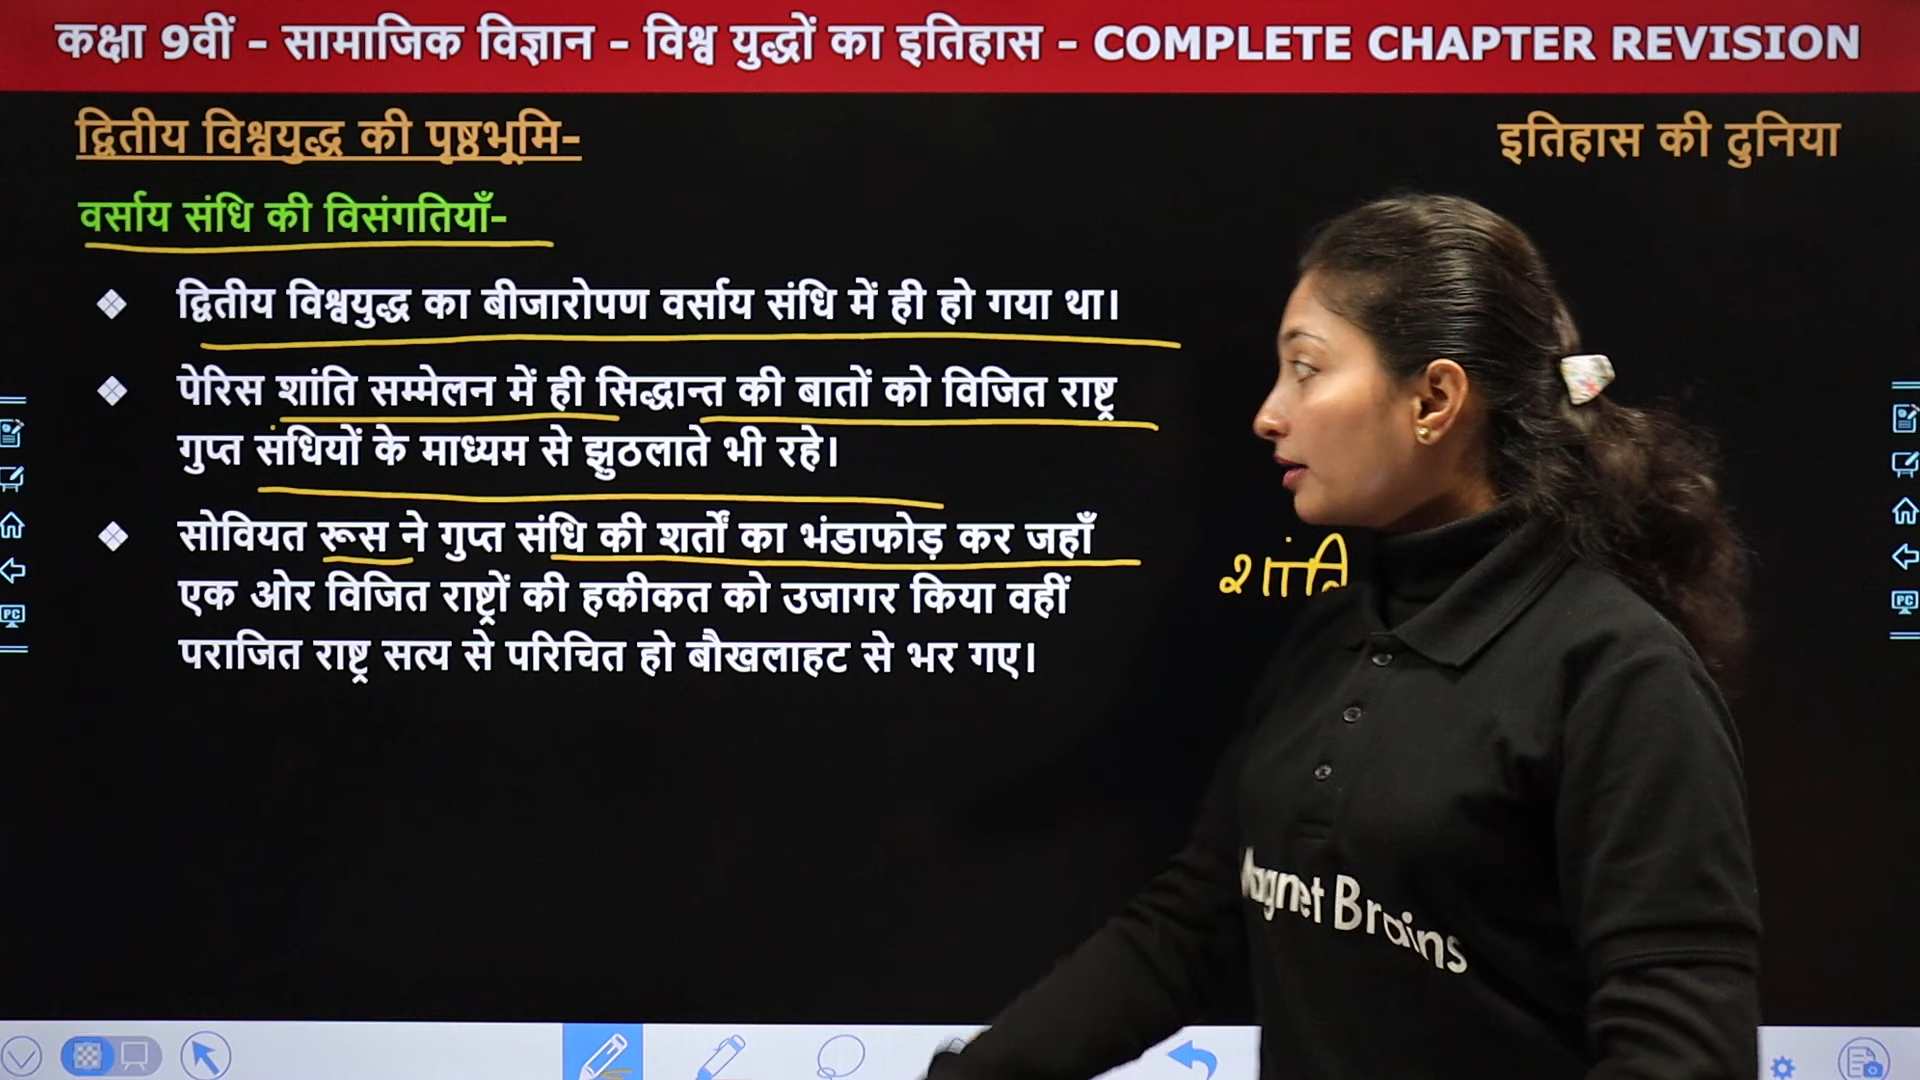 कक्षा 9वीं - सामाजिक विज्ञान - विश्व युद्धों का इतिहास - COMPLETE CHAPTER REVISION
द्वितीय विश्वयुद्ध की पृष्ठभूमि-
इतिहास की दुनिया
वर्साय संधि की विसंगतियाँ-
❖ द्वितीय विश्वयुद्ध का बीजारोपण वर्साय संधि में ही हो गया था।
❖ पेरिस शांति सम्मेलन में ही सिद्धान्त की बातों को विजित राष्ट्र
गुप्त संधियों के माध्यम से झुठलाते भी रहे।
❖ सोवियत रूस ने गुप्त संधि की शर्तों का भंडाफोड़ कर जहाँ
एक ओर विजित राष्ट्रों की हकीकत को उजागर किया वहीं
पराजित राष्ट्र सत्य से परिचित हो बौखलाहट से भर गए।
शांति
Magnet Brains
PC
PC